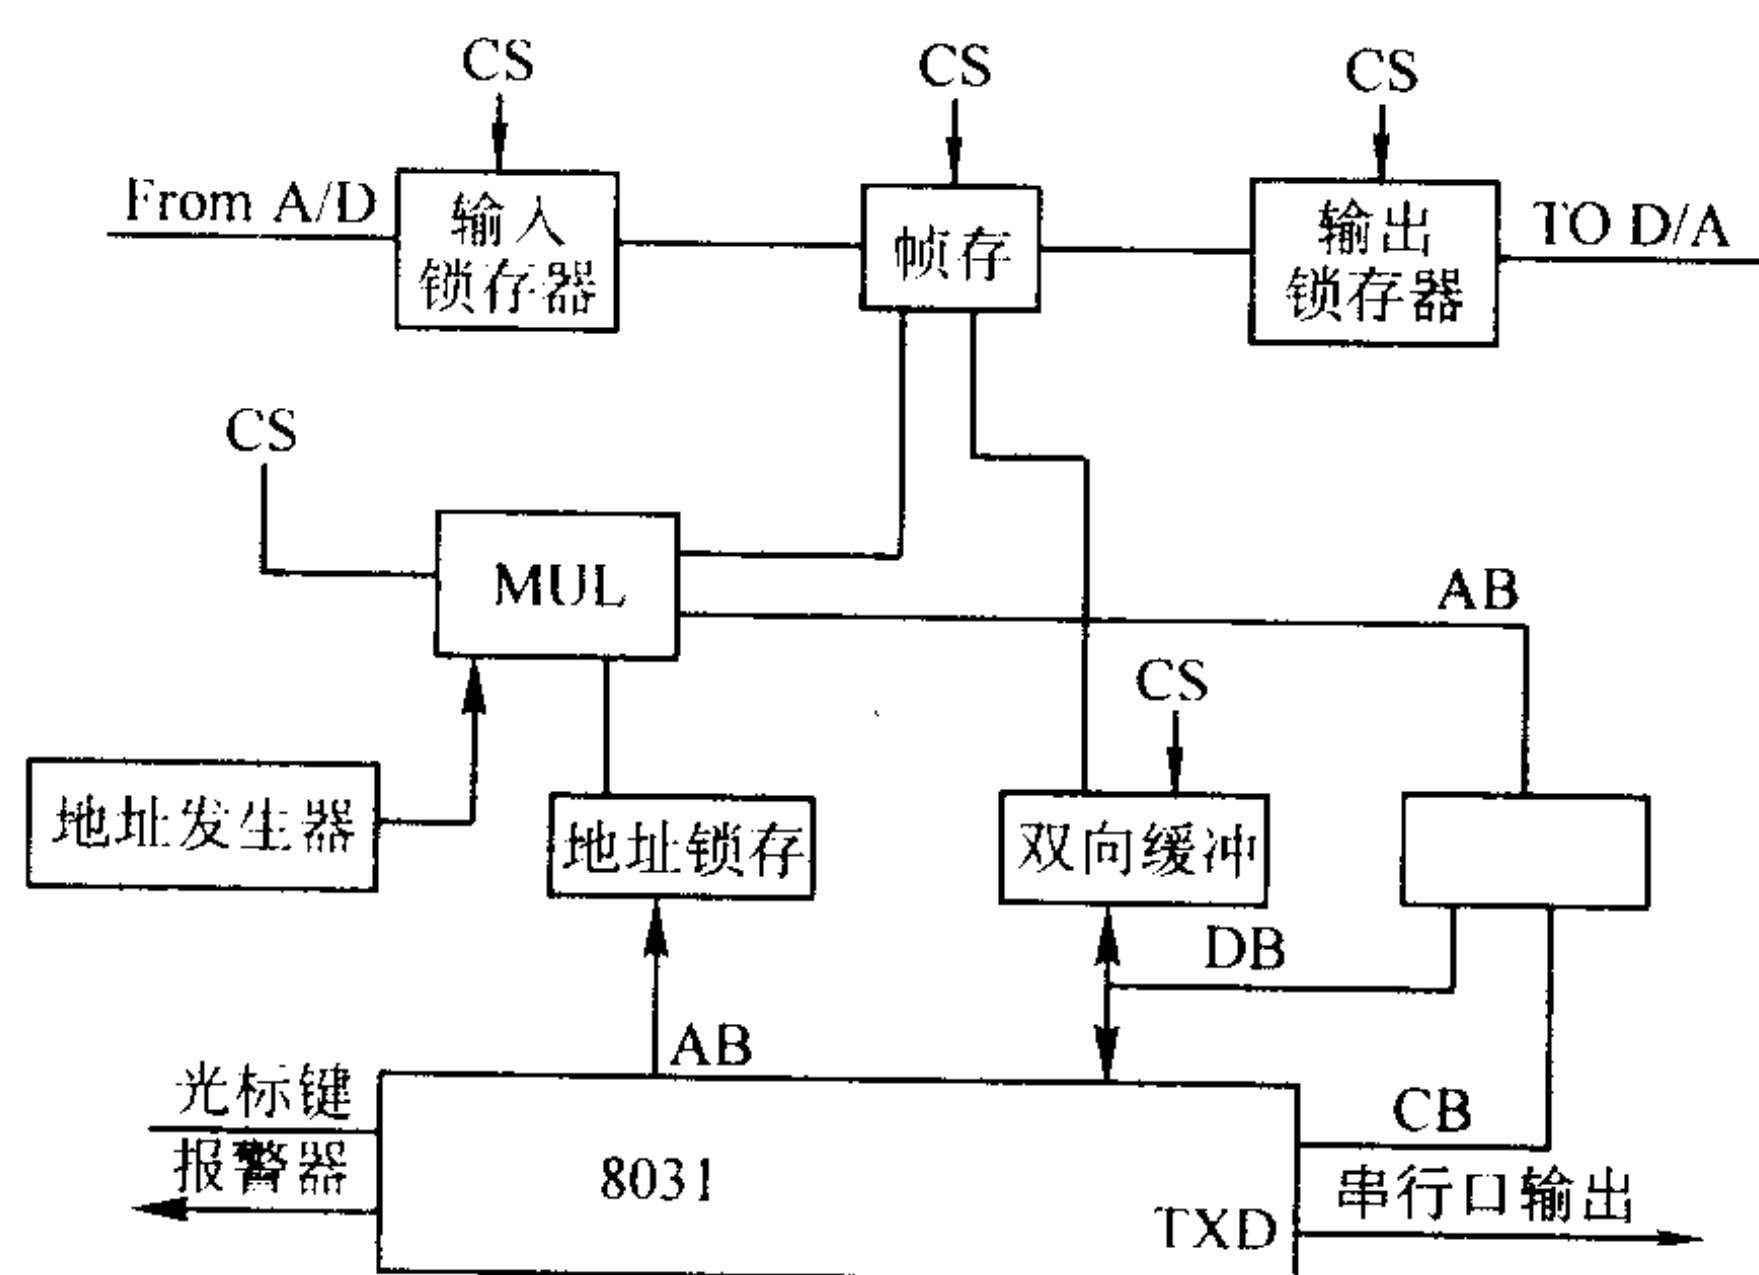 CS
CS
CS
From A/D
输入
锁存器
帧存
输出
锁存器
TO D/A
CS
MUL
AB
CS
地址发生器
地址锁存
双向缓冲
DB
AB
光标键
报警器
8031
CB
TXD
串行口输出